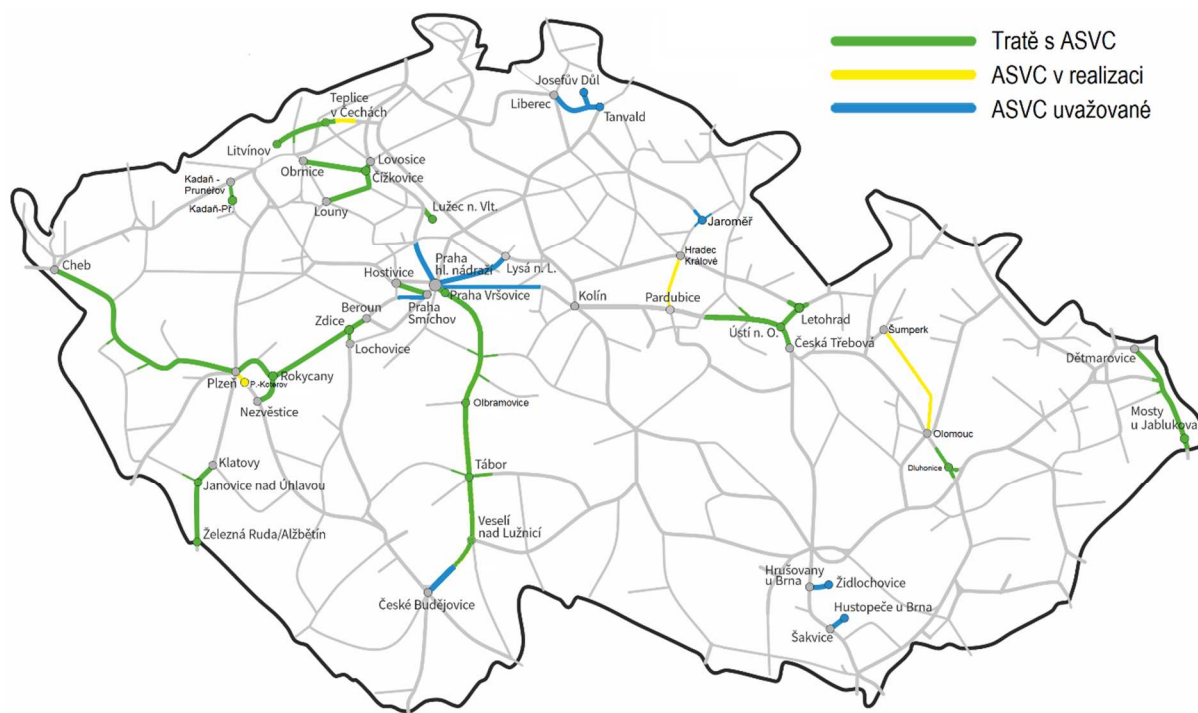 Tratě s ASVC
ASVC v realizaci
ASVC uvažované
Josefův Důl
Liberec
Tanvald
Teplice
v Čechách
Litvínov
Obrnice
Lovosice
Čížkovice
Kadaň -
Prunéřov
Kadaň-Př
Louny
Lužec n. Vlt.
Jaroměř
Hradec
Králové
Cheb
Hostivice
Praha
hl. nádraží
Lysá n. L.
Praha Vršovice
Praha
Smíchov
Kolín
Pardubice
Beroun
Zdice
Lochovice
Letohrad
Ústí n. O.
Česká Třebová
Šumperk
Dětmarovice
Plzeň
P.-Koterov
Rokycany
Nezvěstice
Olbramovice
Mosty
u Jablukova
Olomouc
Dluhonice
Klatovy
Janovice nad Úhlavou
Tábor
Železná Ruda/Alžbětín
Veselí
nad Lužnicí
České Budějovice
Hrušovany
u Brna
Židlochovice
Hustopeče u Brna
Šakvice